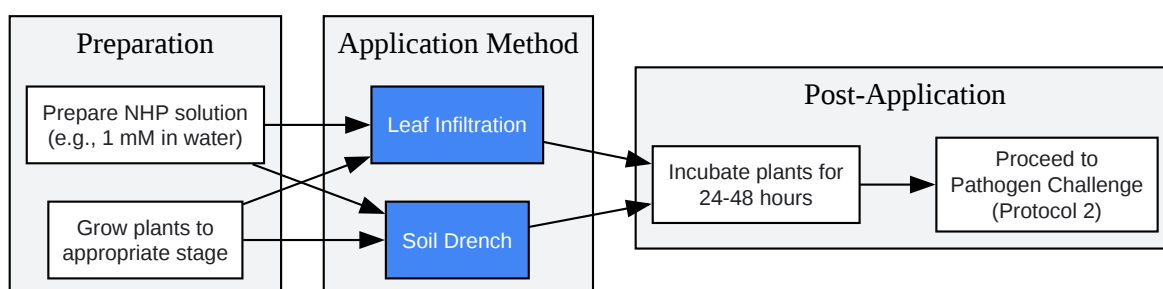 Preparation
Prepare NHP solution
(e.g., 1 mM in water)
Grow plants to
appropriate stage
Application Method
Leaf Infiltration
Soil Drench
Post-Application
Incubate plants for
24-48 hours
Proceed to
Pathogen Challenge
(Protocol 2)